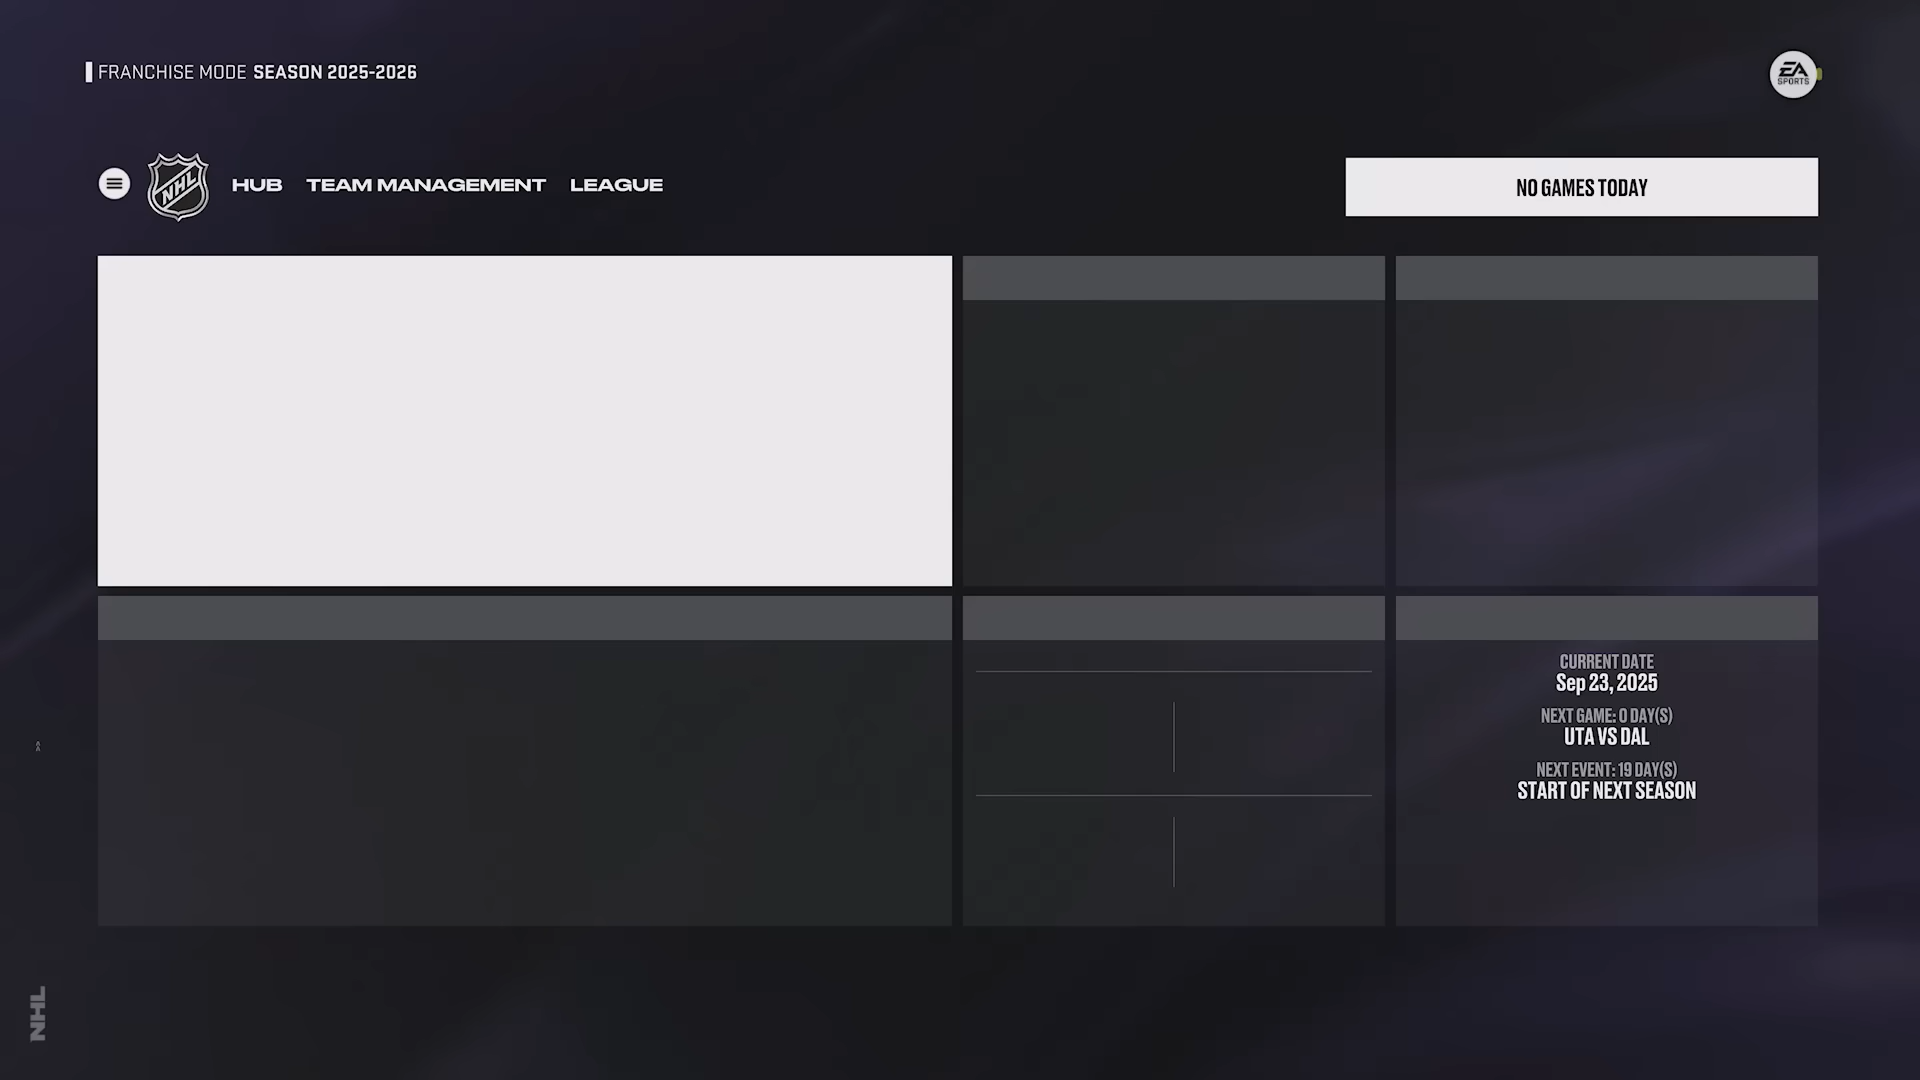 FRANCHISE MODE SEASON 2025-2026
EA
SPORTS
NHL
HUB TEAM MANAGEMENT LEAGUE
NO GAMES TODAY
CURRENT DATE
Sep 23, 2025
NEXT GAME: 0 DAY(S)
UTA VS DAL
NEXT EVENT: 19 DAY(S)
START OF NEXT SEASON
NHL